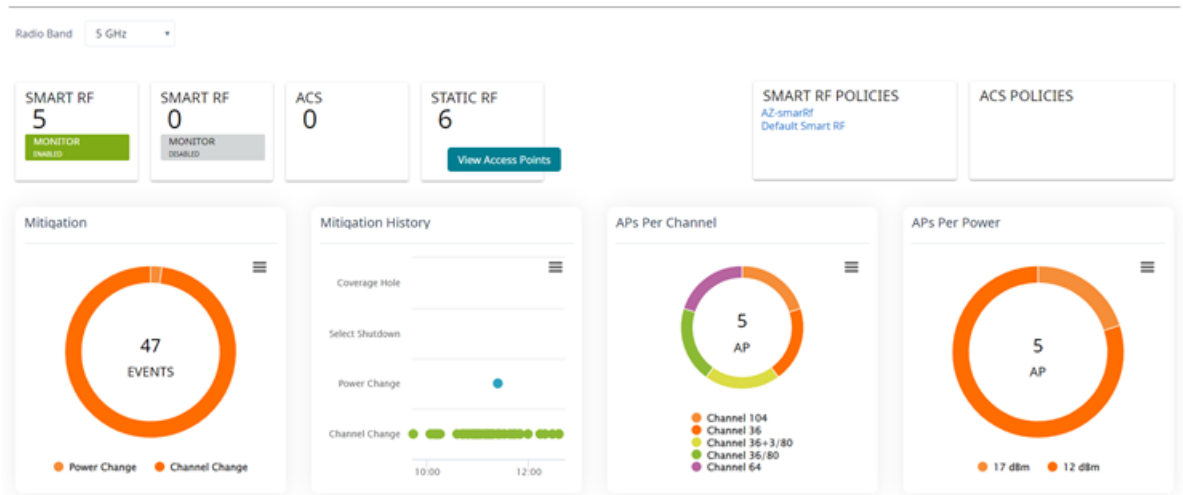 Radio Band 5 GHz
SMART RF
5
MONITOR
ENABLED
SMART RF
0
MONITOR
DISABLED
ACS
0
STATIC RF
6
View Access Points
SMART RF POLICIES
AZ-smarRf
Default Smart RF
ACS POLICIES
Mitigation
47
EVENTS
Power Change Channel Change
Mitigation History
Coverage Hole
Select Shutdown
Power Change
Channel Change
10:00 12:00
APs Per Channel
5
AP
Channel 104
Channel 36
Channel 36+3/80
Channel 36/80
Channel 64
APs Per Power
5
AP
17 dBm 12 dBm